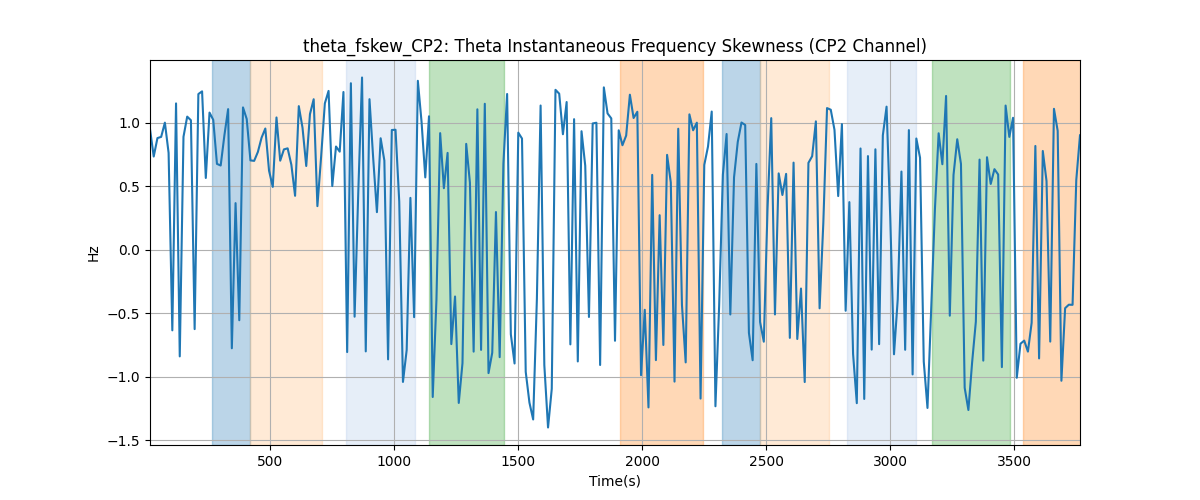 theta_fskew_CP2: Theta Instantaneous Frequency Skewness (CP2 Channel)
1.0
0.5
0.0
−0.5
−1.0
−1.5
Hz
500 1000 1500 2000 2500 3000 3500
Time(s)